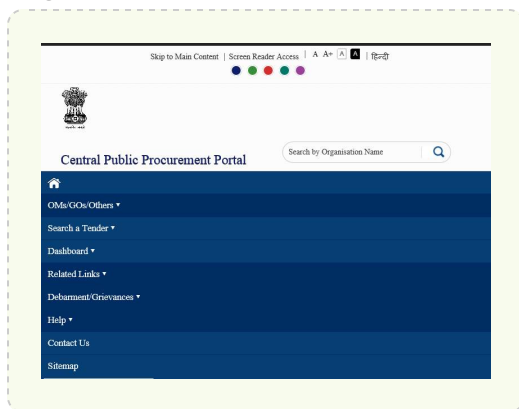 Skip to Main Content | Screen Reader Access | A A+ A A | हिन्दी
Central Public Procurement Portal
Search by Organisation Name
OMs/GOs/Others ▾
Search a Tender ▾
Dashboard ▾
Related Links ▾
Debarment/Grievances ▾
Help ▾
Contact Us
Sitemap